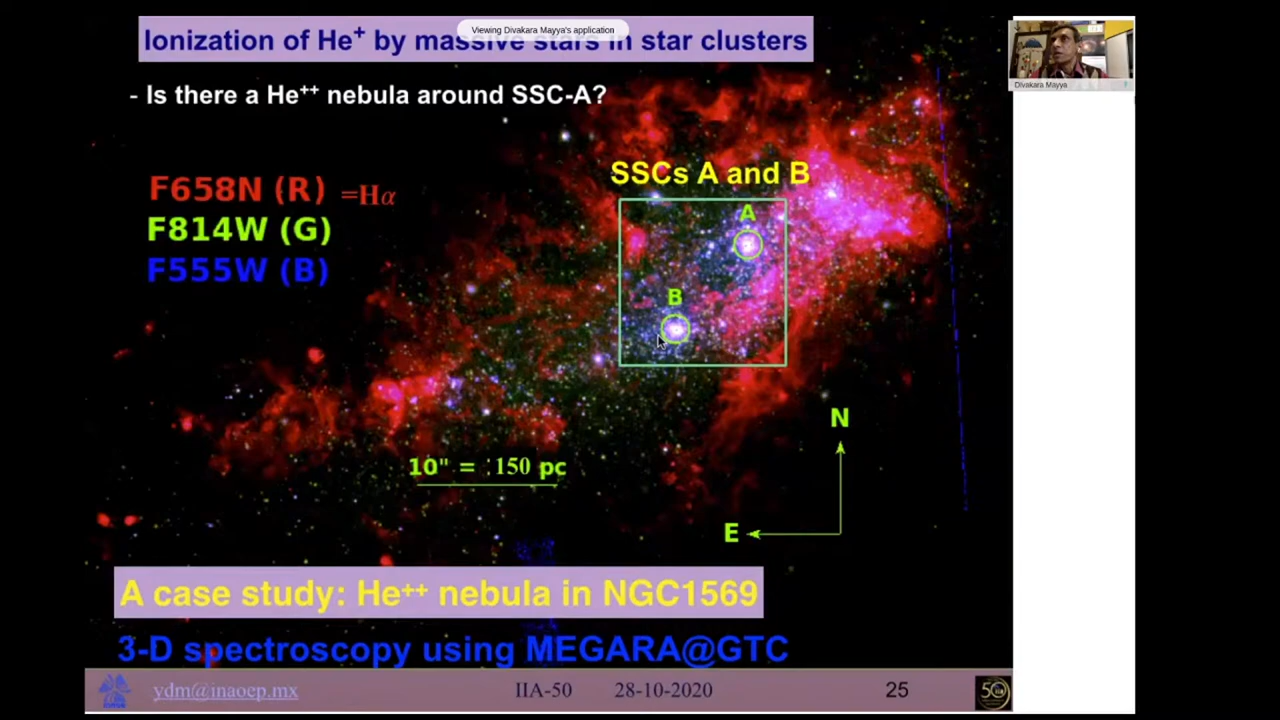 Viewing Divakara Mayya's application
Ionization of He⁺ by massive stars in star clusters
- Is there a He⁺⁺ nebula around SSC-A?
F658N (R) =Hα
F814W (G)
F555W (B)
SSCs A and B
A
B
N
E
10" = 150 pc
A case study: He⁺⁺ nebula in NGC1569
3-D spectroscopy using MEGARA@GTC
ydm@inaoep.mx IIA-50 28-10-2020 25
50
Divakara Mayya